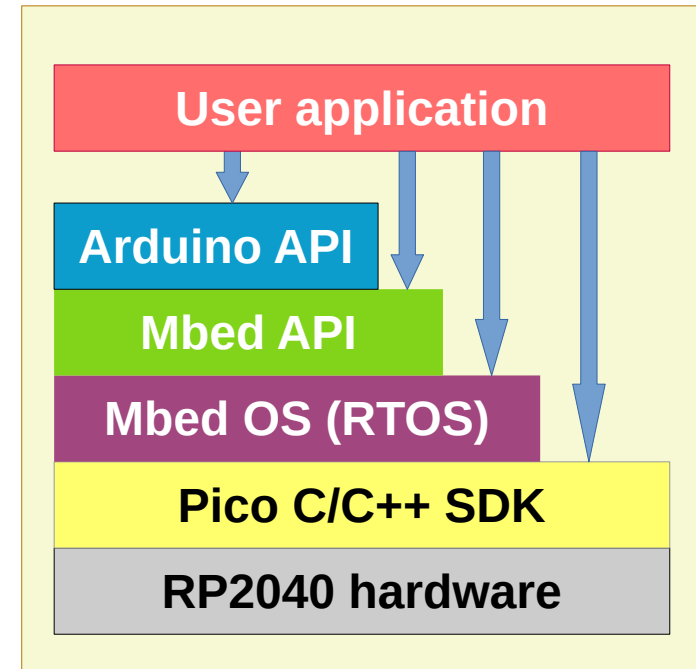 User application
Arduino API
Mbed API
Mbed OS (RTOS)
Pico C/C++ SDK
RP2040 hardware